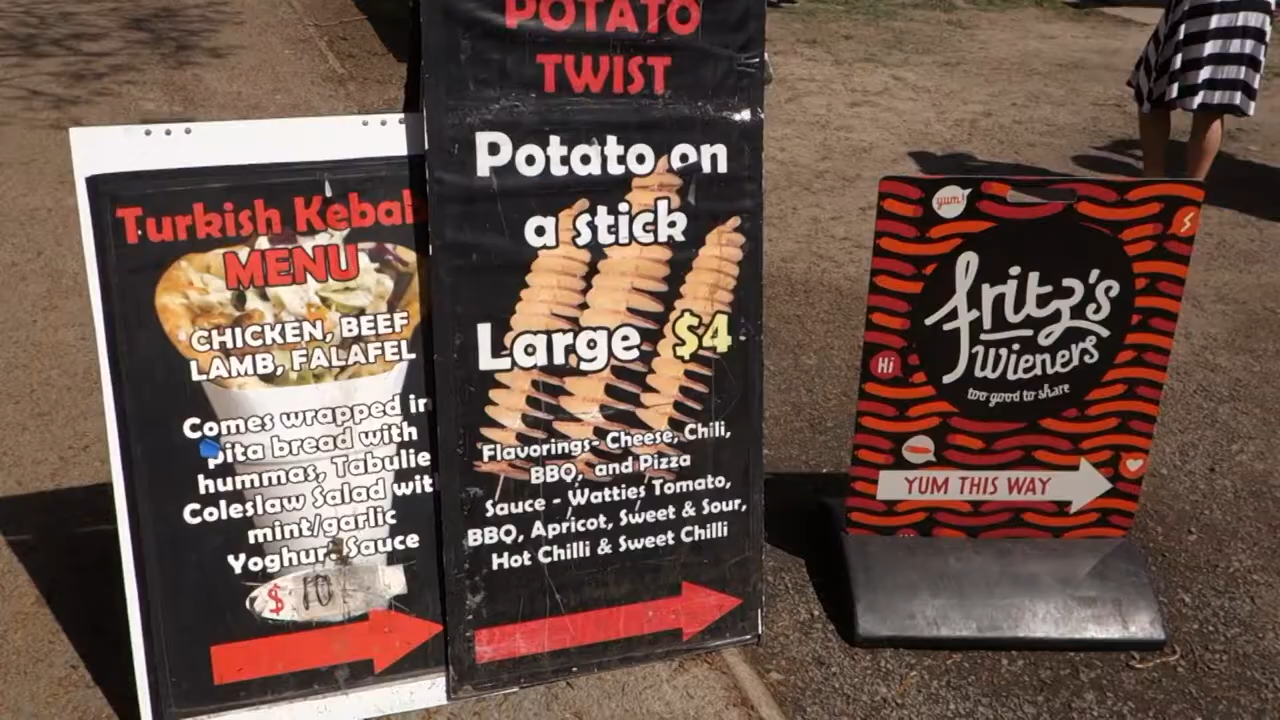 Turkish Kebab
MENU
CHICKEN, BEEF
LAMB, FALAFEL
Comes wrapped in
pita bread with
hummas, Tabulie
Coleslaw Salad with
mint/garlic
Yoghurt Sauce
$ 10
POTATO
TWIST
Potato on
a stick
Large $4
Flavorings- Cheese, Chili,
BBQ, and Pizza
Sauce - Watties Tomato,
BBQ, Apricot, Sweet & Sour,
Hot Chilli & Sweet Chilli
yum!
fritz's
Wieners
too good to share
Hi
YUM THIS WAY